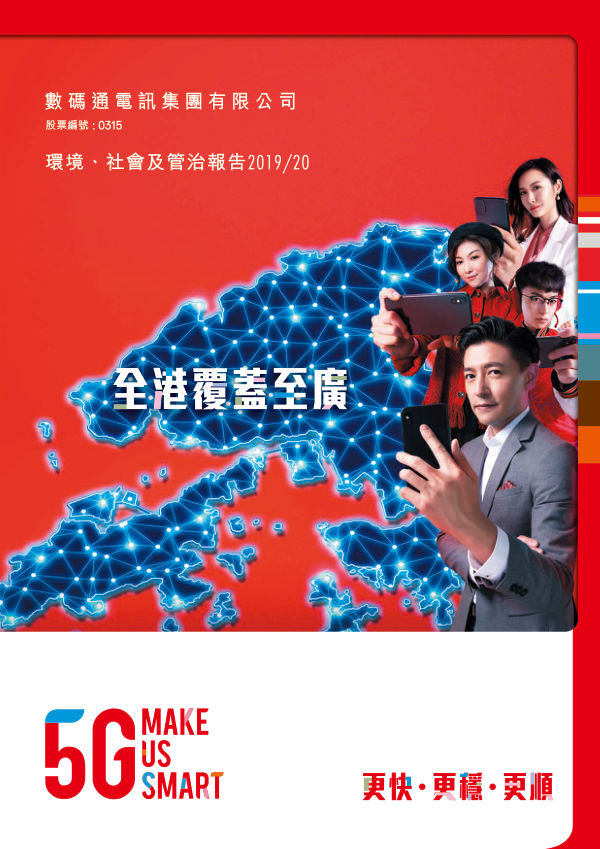 數碼通電訊集團有限公司
股票編號 : 0315
環境、社會及管治報告2019/20
全港覆蓋至廣
5G MAKE
US
SMART
更快・更穩・更順